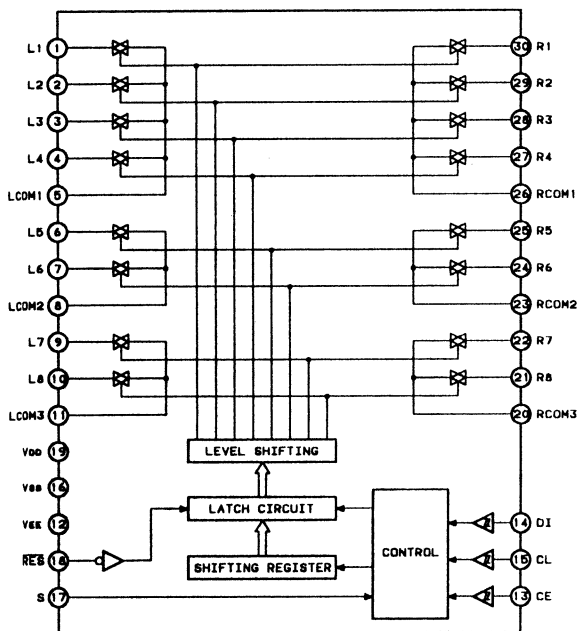 L1 1 30 R1
L2 2 29 R2
L3 3 28 R3
L4 4 27 R4
LCOM1 5 26 RCOM1
L5 6 25 R5
L6 7 24 R6
LCOM2 8 23 RCOM2
L7 9 22 R7
L8 10 21 R8
LCOM3 11 20 RCOM3
VDD 19 LEVEL SHIFTING
VSS 16
VEE 12 LATCH CIRCUIT 14 DI
RES 18 SHIFTING REGISTER CONTROL 15 CL
S 17 13 CE